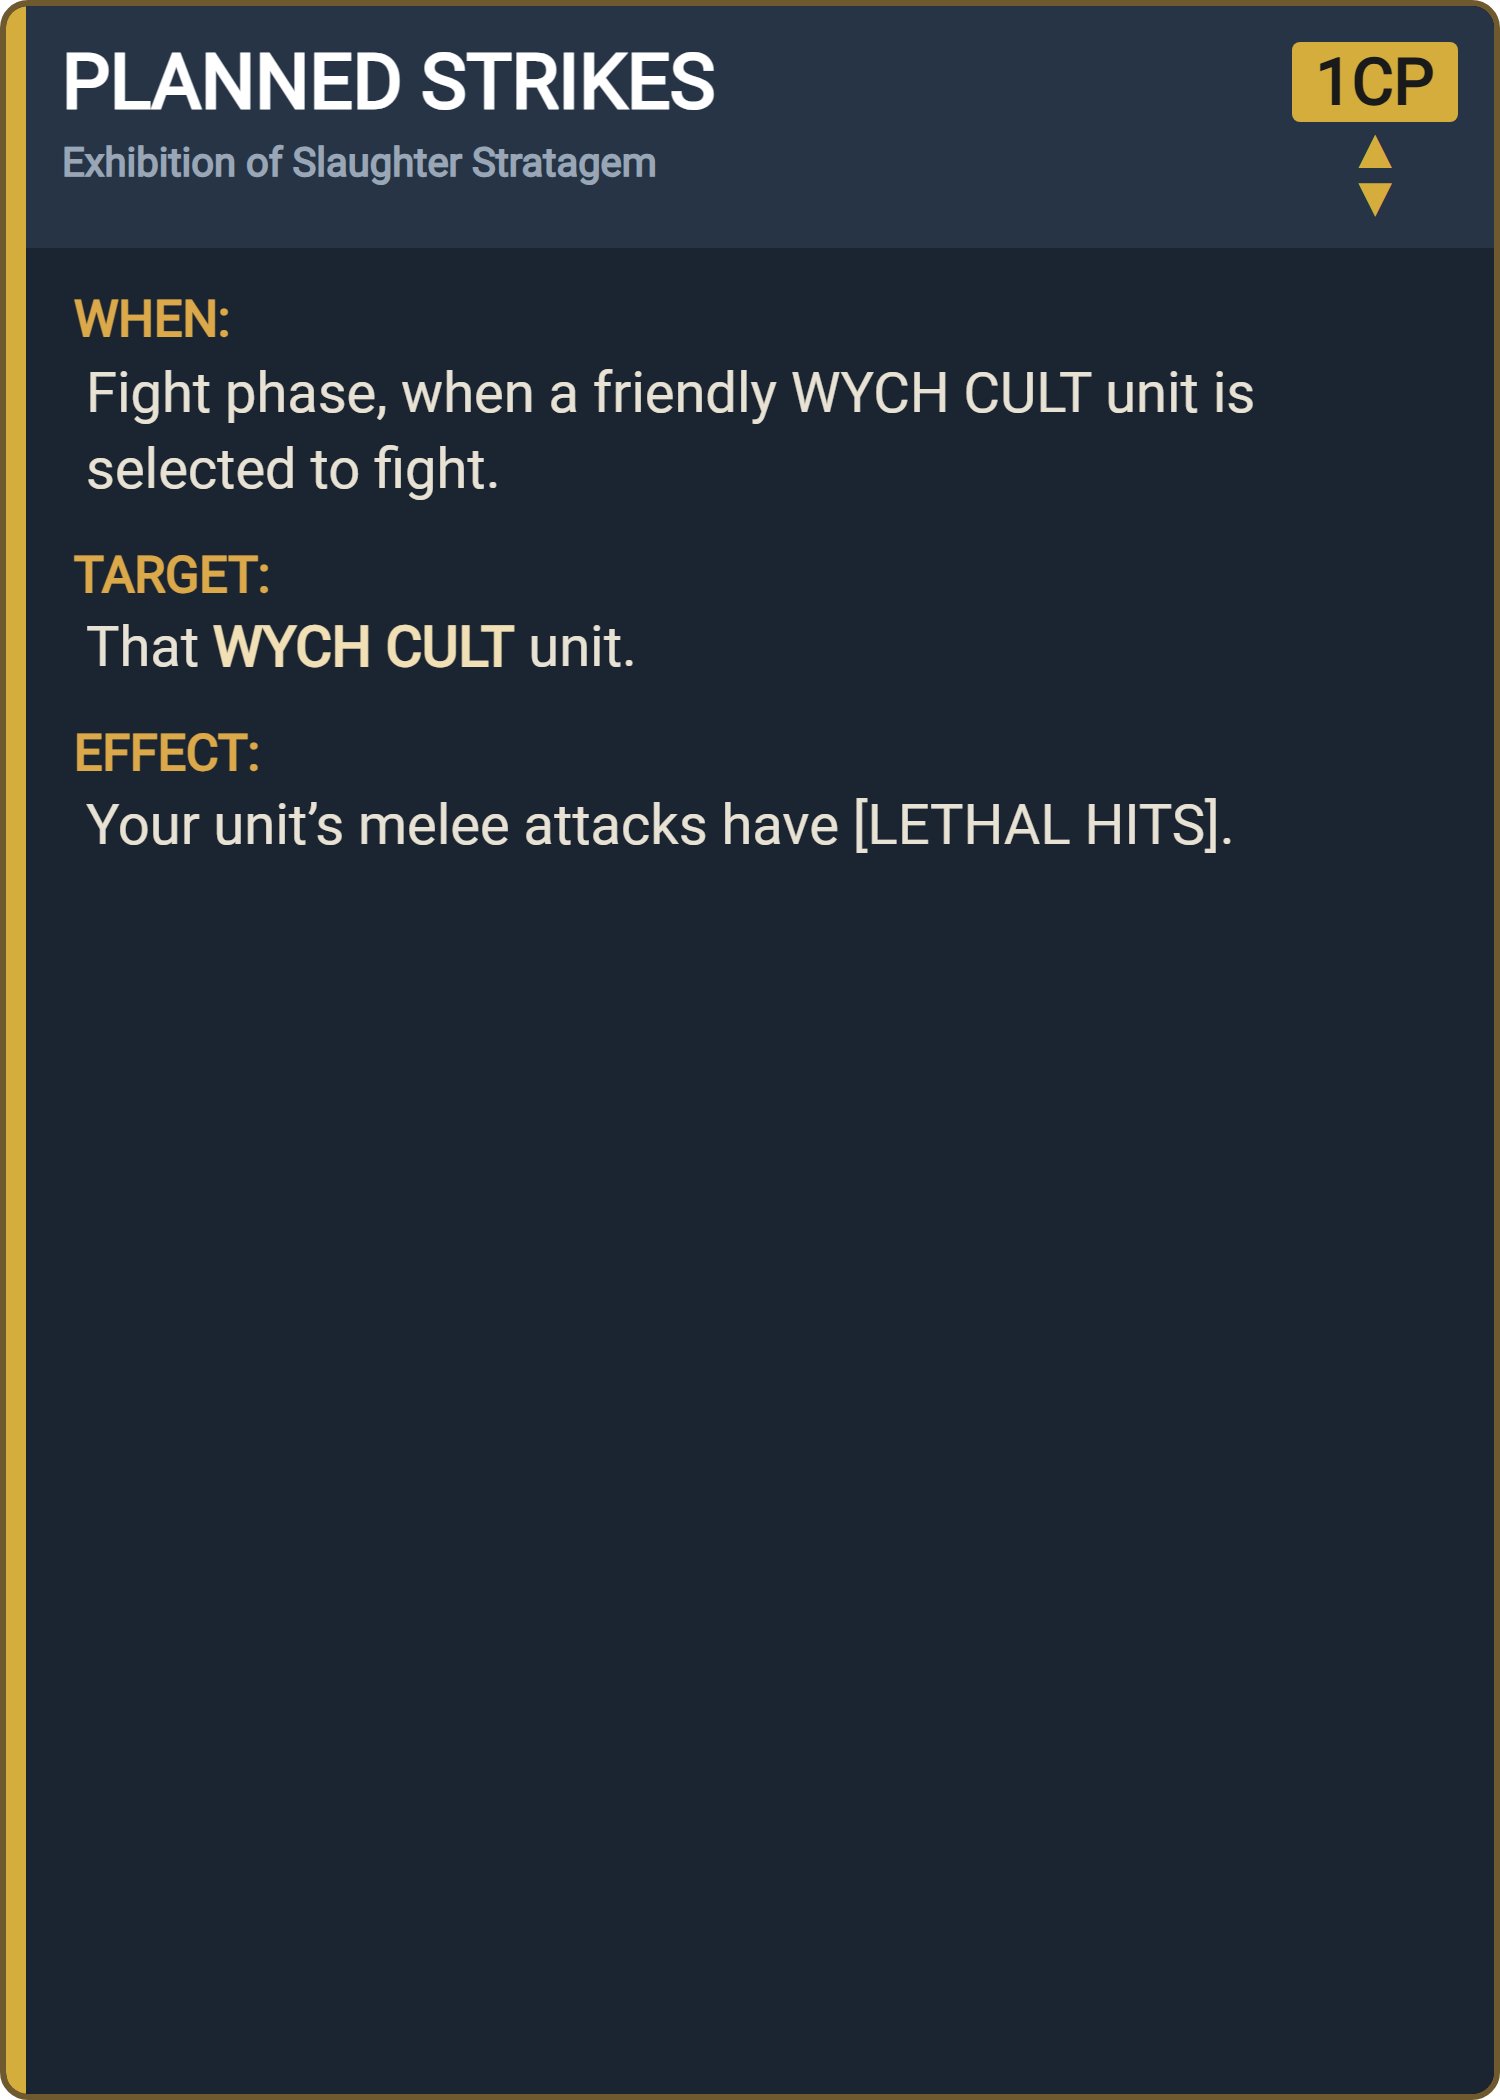 PLANNED STRIKES
1CP
Exhibition of Slaughter Stratagem
▲
▼
WHEN:
Fight phase, when a friendly WYCH CULT unit is
selected to fight.
TARGET:
That WYCH CULT unit.
EFFECT:
Your unit’s melee attacks have [LETHAL HITS].